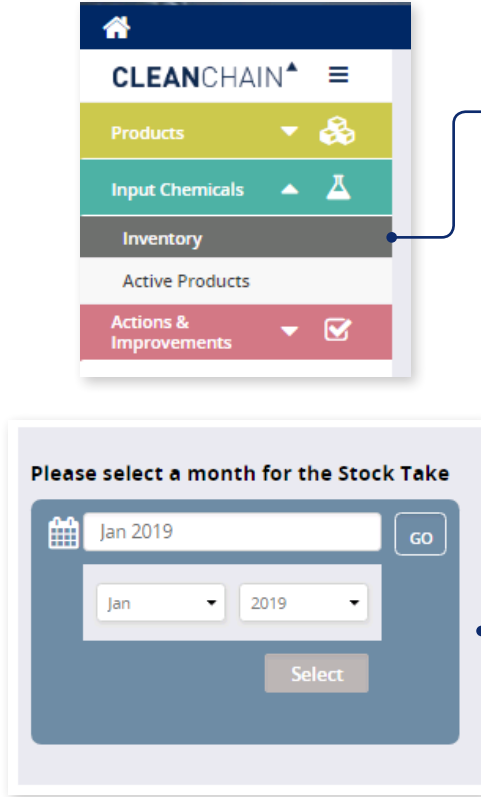 CLEANCHAIN
Products
Input Chemicals
Inventory
Active Products
Actions &
Improvements
Please select a month for the Stock Take
Jan 2019
GO
Jan 2019
Select